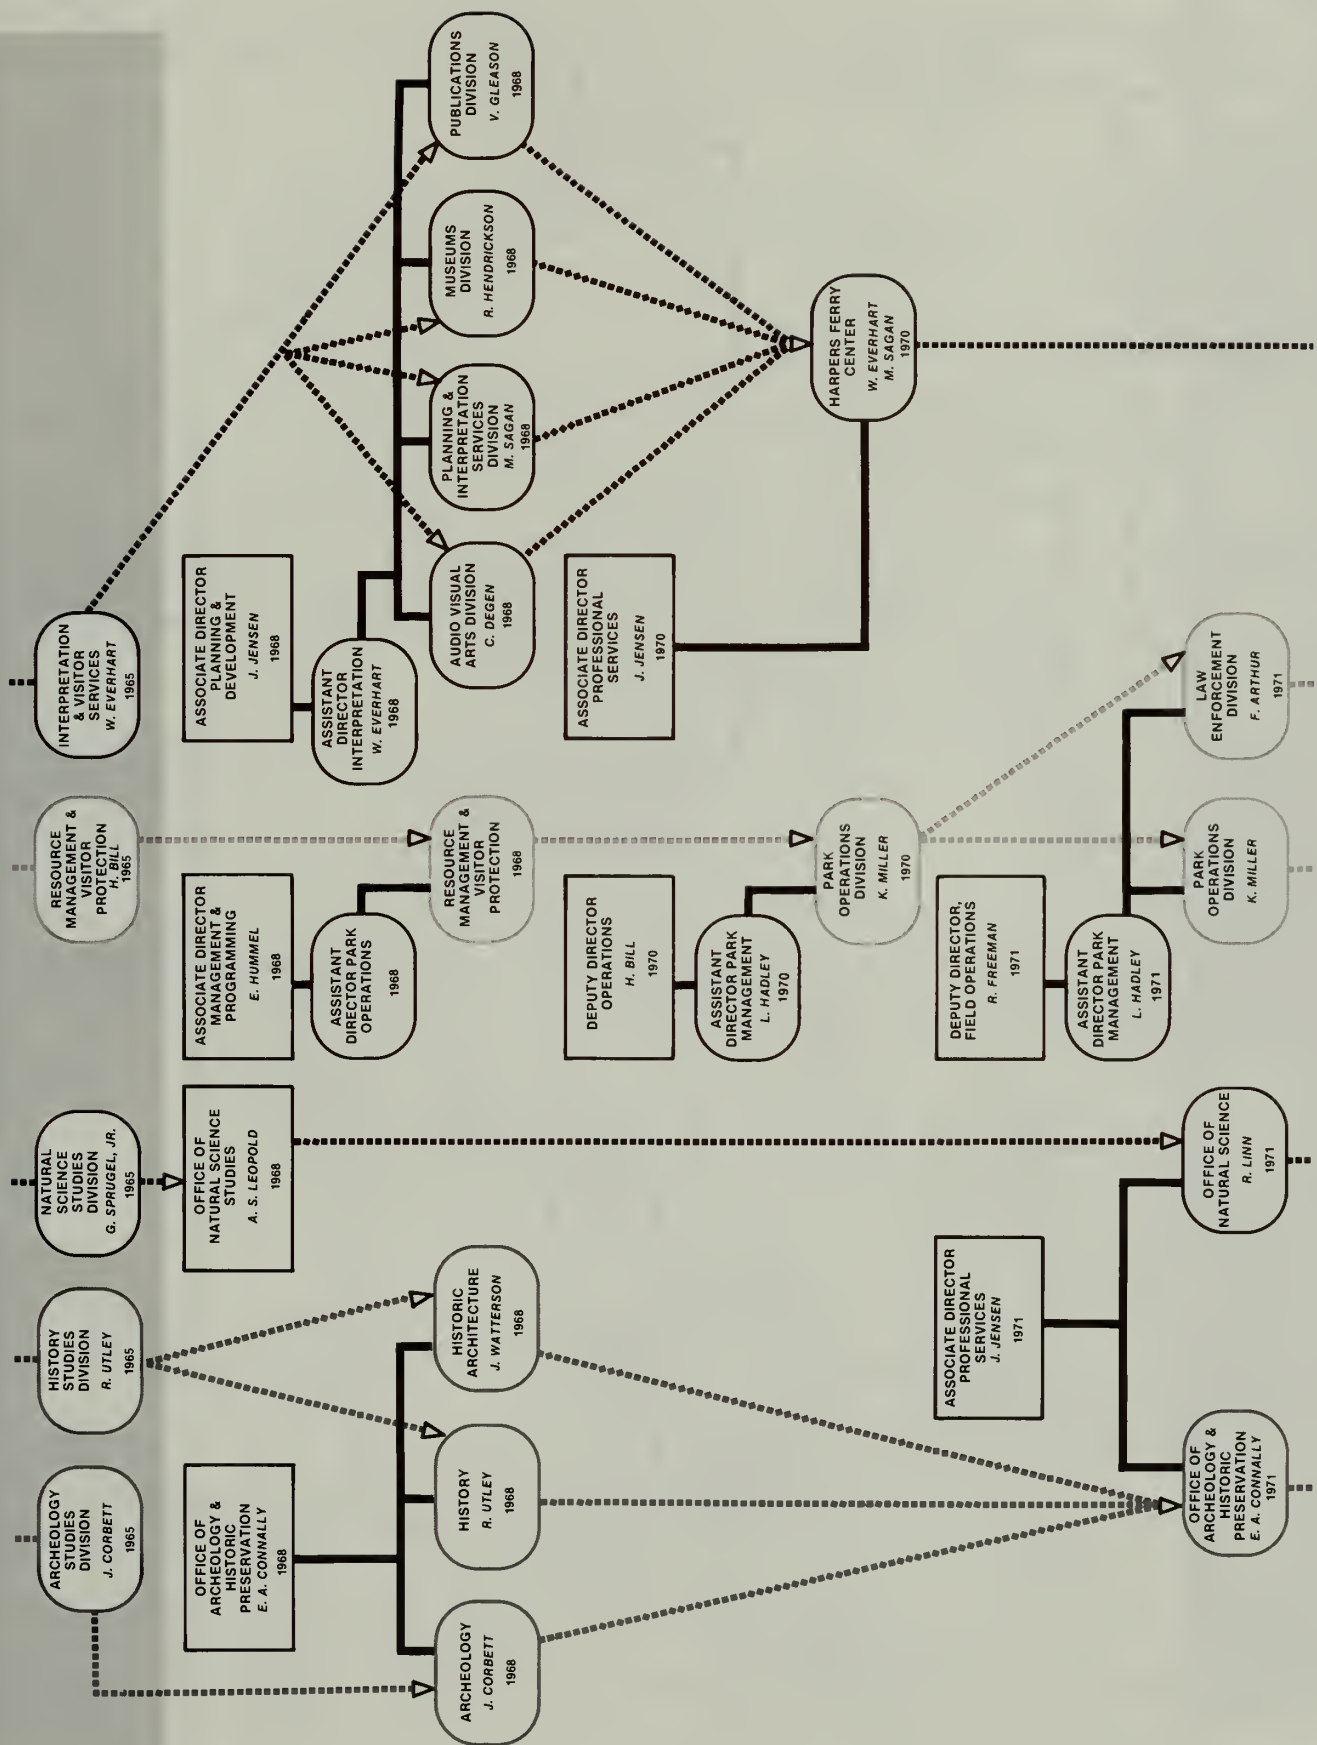 ARCHEOLOGY
STUDIES
DIVISION
J. CORBETT
1965
HISTORY
STUDIES
DIVISION
R. UTLEY
1965
NATURAL
SCIENCE
STUDIES
DIVISION
G. SPRUGEL, JR.
1965
RESOURCE
MANAGEMENT &
VISITOR
PROTECTION
H. BILL
1965
INTERPRETATION
& VISITOR
SERVICES
W. EVERHART
1965
OFFICE OF
ARCHEOLOGY &
HISTORIC
PRESERVATION
E. A. CONNALLY
1968
OFFICE OF
NATURAL SCIENCE
STUDIES
A. S. LEOPOLD
1968
ASSOCIATE DIRECTOR
MANAGEMENT &
PROGRAMMING
E. HUMMEL
1968
ASSOCIATE DIRECTOR
PLANNING &
DEVELOPMENT
J. JENSEN
1968
ASSISTANT
DIRECTOR PARK
OPERATIONS
1968
ASSISTANT
DIRECTOR
INTERPRETATION
W. EVERHART
1968
ARCHEOLOGY
J. CORBETT
1968
HISTORY
R. UTLEY
1968
HISTORIC
ARCHITECTURE
J. WATTERSON
1968
RESOURCE
MANAGEMENT &
VISITOR
PROTECTION
1968
AUDIO VISUAL
ARTS DIVISION
C. DEGEN
1968
PLANNING &
INTERPRETATION
SERVICES
DIVISION
M. SAGAN
1968
MUSEUMS
DIVISION
R. HENDRICKSON
1968
PUBLICATIONS
DIVISION
V. GLEASON
1968
DEPUTY DIRECTOR
OPERATIONS
H. BILL
1970
ASSOCIATE DIRECTOR
PROFESSIONAL
SERVICES
J. JENSEN
1970
ASSISTANT
DIRECTOR PARK
MANAGEMENT
L. HADLEY
1970
PARK
OPERATIONS
DIVISION
K. MILLER
1970
HARPERS FERRY
CENTER
W. EVERHART
M. SAGAN
1970
ASSOCIATE DIRECTOR
PROFESSIONAL
SERVICES
J. JENSEN
1971
DEPUTY DIRECTOR,
FIELD OPERATIONS
R. FREEMAN
1971
ASSISTANT
DIRECTOR PARK
MANAGEMENT
L. HADLEY
1971
OFFICE OF
ARCHEOLOGY &
HISTORIC
PRESERVATION
E. A. CONNALLY
1971
OFFICE OF
NATURAL SCIENCE
R. LINN
1971
PARK
OPERATIONS
DIVISION
K. MILLER
LAW
ENFORCEMENT
DIVISION
F. ARTHUR
1971